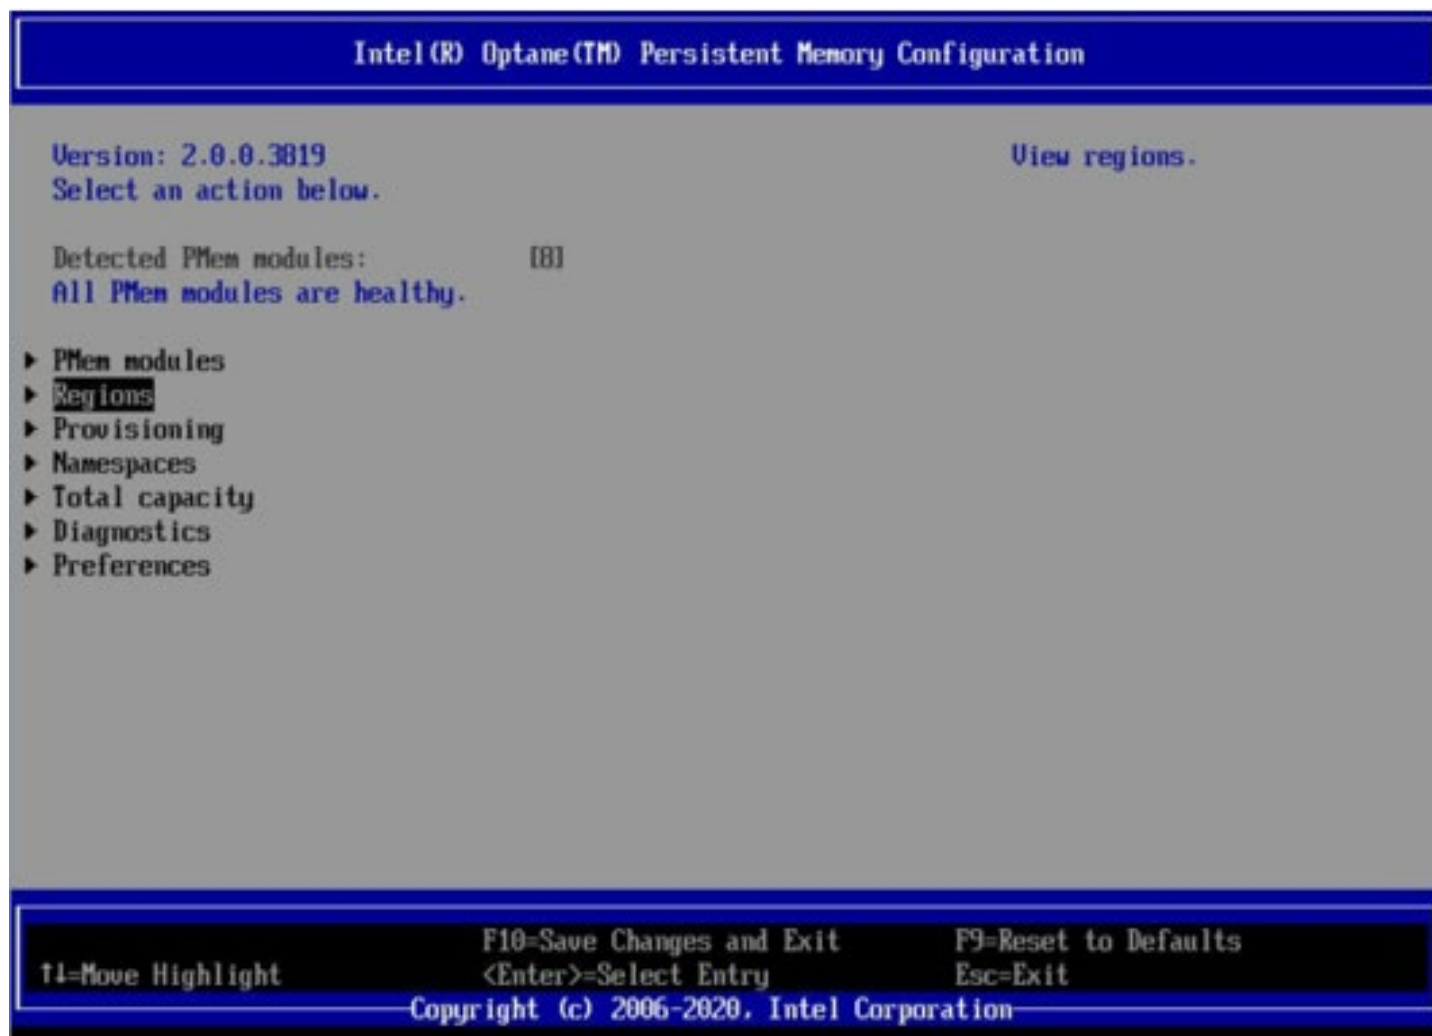 Intel(R) Optane(TM) Persistent Memory Configuration
Version: 2.0.0.3819
View regions.
Select an action below.
Detected PMem modules: [8]
All PMem modules are healthy.
▶ PMem modules
▶ Regions
▶ Provisioning
▶ Namespaces
▶ Total capacity
▶ Diagnostics
▶ Preferences
F10=Save Changes and Exit F9=Reset to Defaults
↑↓=Move Highlight <Enter>=Select Entry Esc=Exit
Copyright (c) 2006-2020, Intel Corporation